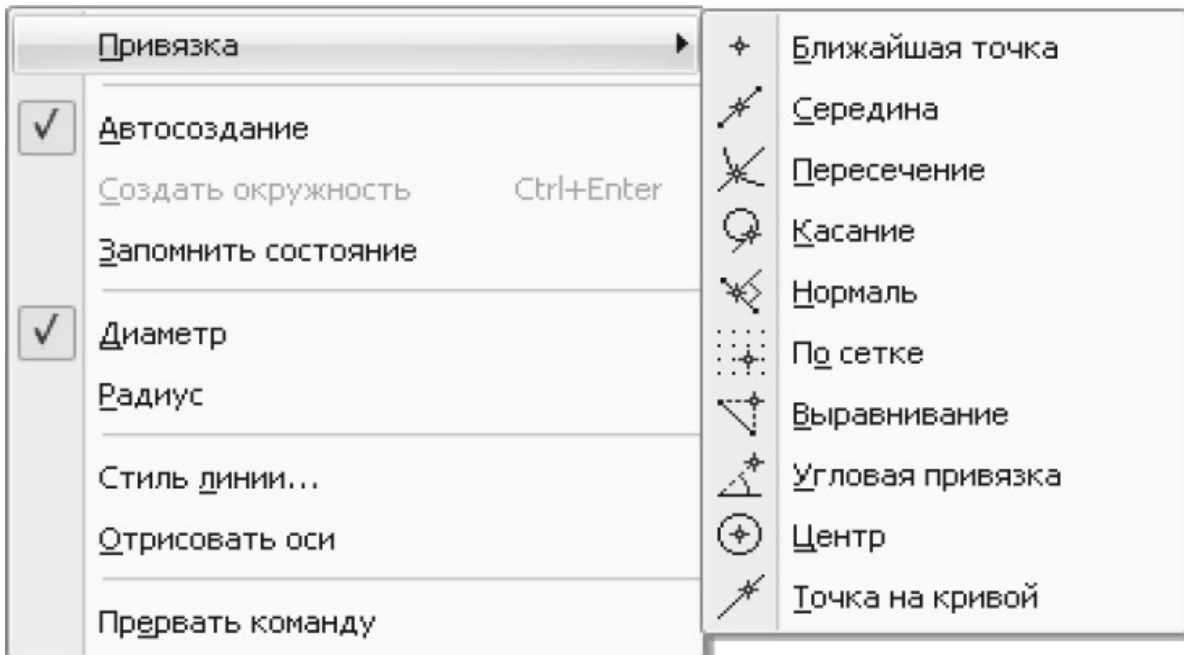 Привязка
Автосоздание
Создать окружность Ctrl+Enter
Запомнить состояние
Диаметр
Радиус
Стиль линии...
Отрисовать оси
Прервать команду
Ближайшая точка
Середина
Пересечение
Касание
Нормаль
По сетке
Выравнивание
Угловая привязка
Центр
Точка на кривой